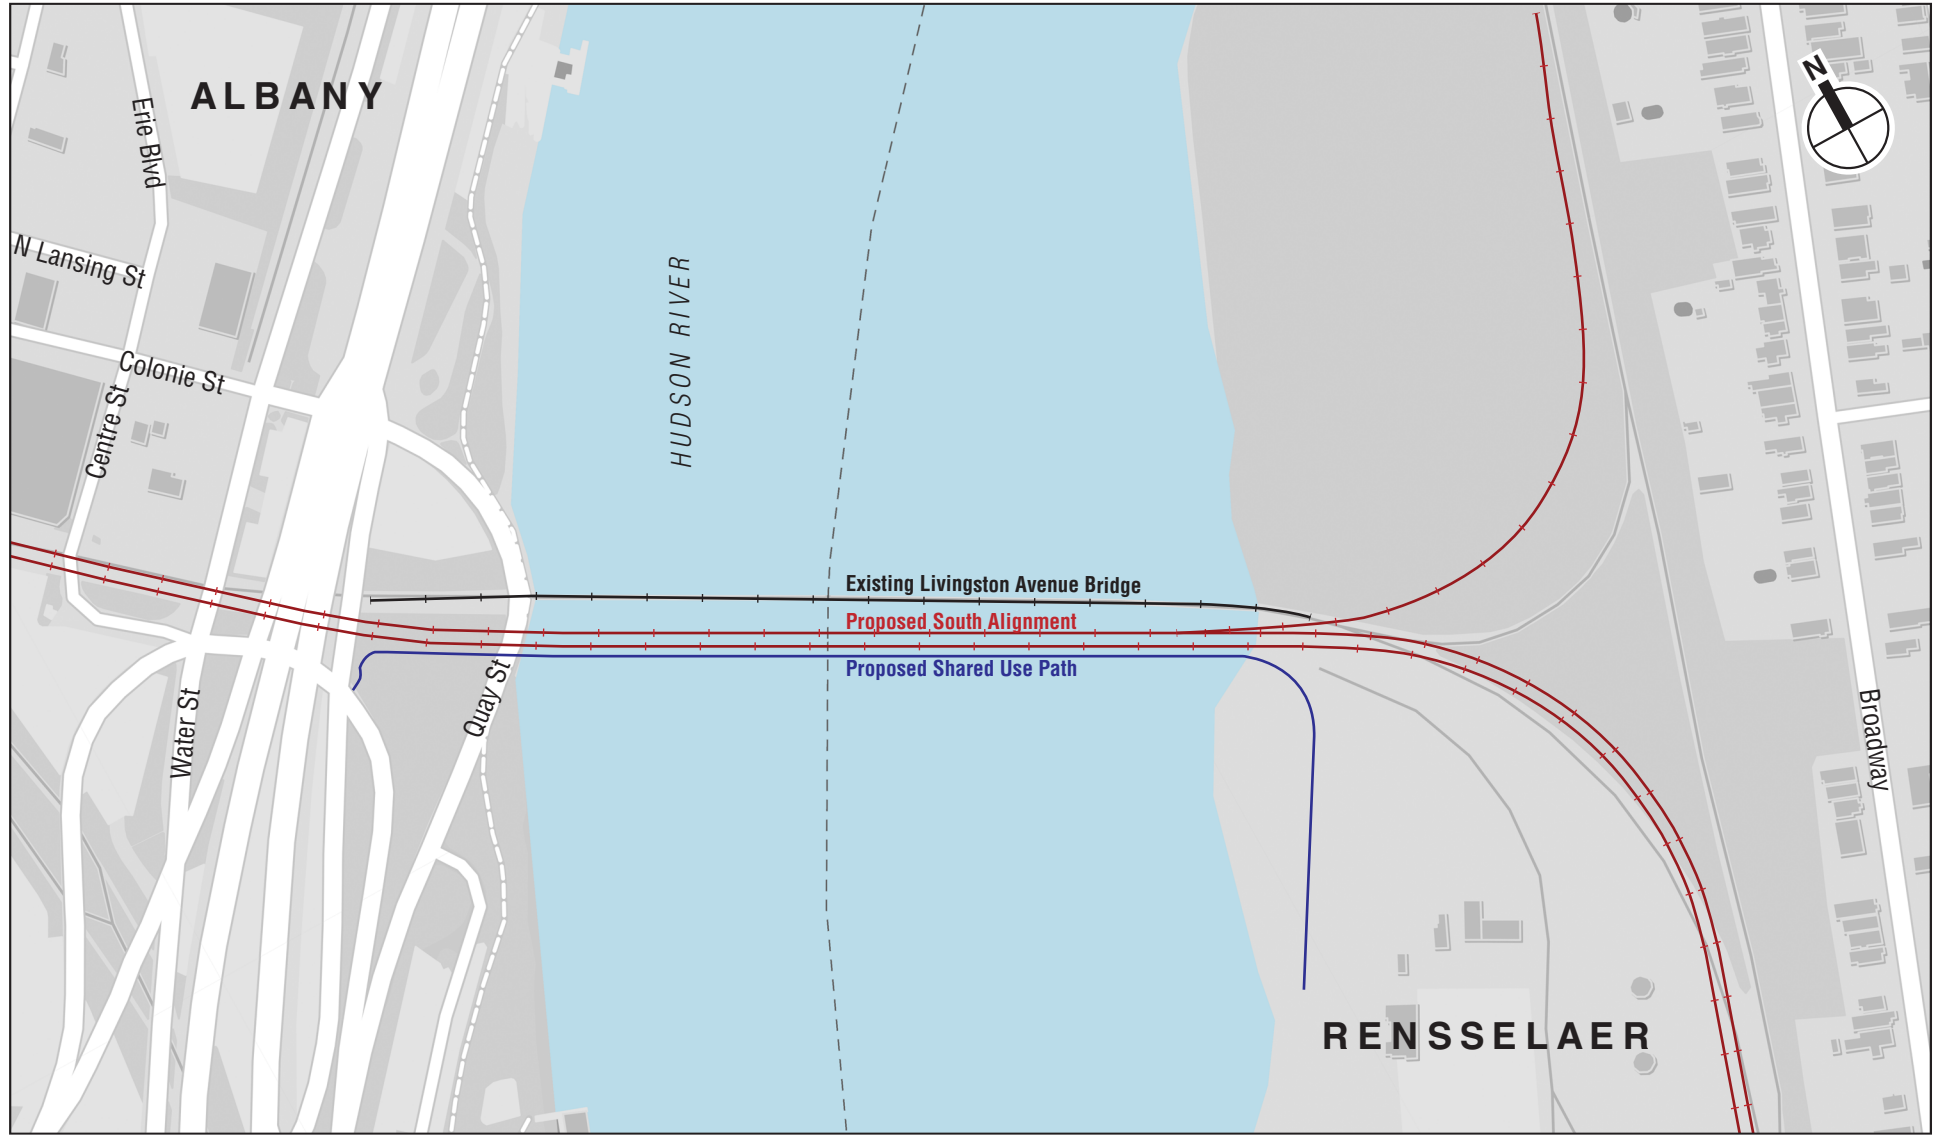 ALBANY
Erie Blvd
N
N Lansing St
HUDSON RIVER
Colonie St
Centre St
Existing Livingston Avenue Bridge
Proposed South Alignment
Proposed Shared Use Path
Quay St
Water St
Broadway
RENSSELAER